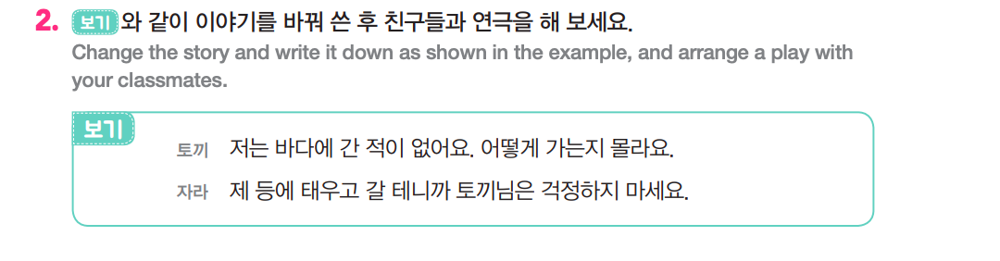 2. 보기 와 같이 이야기를 바꿔 쓴 후 친구들과 연극을 해 보세요.
Change the story and write it down as shown in the example, and arrange a play with
your classmates.
보기
토끼 저는 바다에 간 적이 없어요. 어떻게 가는지 몰라요.
자라 제 등에 태우고 갈 테니까 토끼님은 걱정하지 마세요.